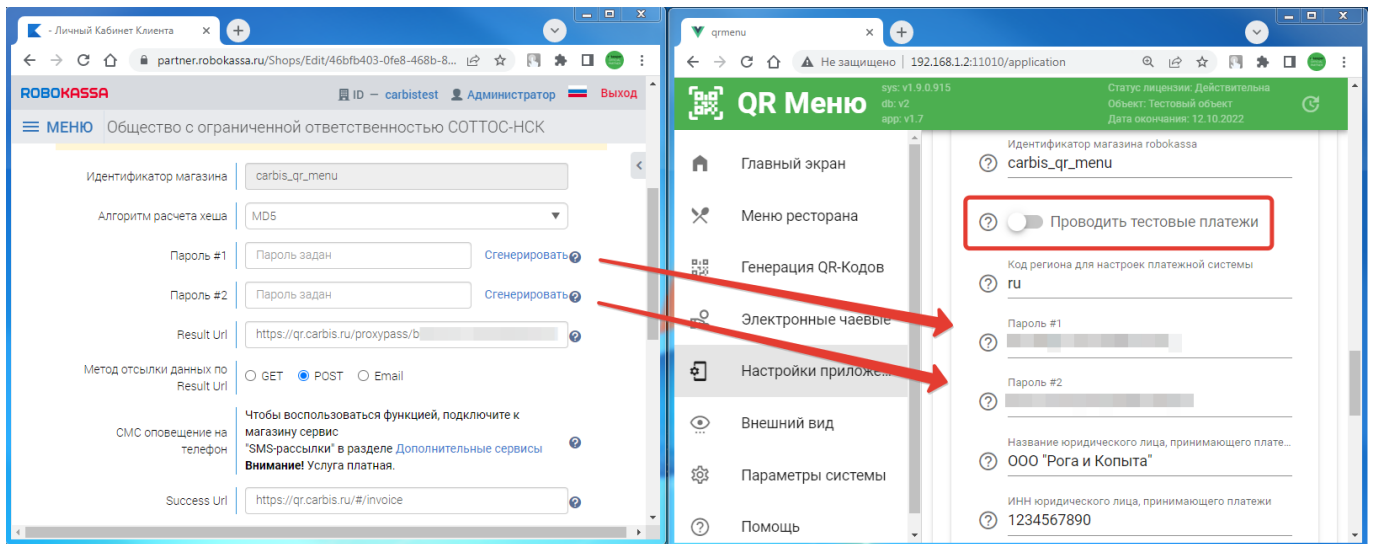 - Личный Кабинет Клиента
partner.robokassa.ru/Shops/Edit/46bfb403-0fe8-468b-8...
ROBOKASSA
ID — carbistest
Администратор
Выход
МЕНЮ
Общество с ограниченной ответственностью СОТТОС-НСК
Идентификатор магазина
carbis_qr_menu
Алгоритм расчета хеша
MD5
Пароль #1
Пароль задан
Сгенерировать
Пароль #2
Пароль задан
Сгенерировать
Result Url
https://qr.carbis.ru/proxypass/b
Метод отсылки данных по
Result Url
GET POST Email
СМС оповещение на
телефон
Чтобы воспользоваться функцией, подключите к
магазину сервис
"SMS-рассылки" в разделе Дополнительные сервисы
Внимание! Услуга платная.
Success Url
https://qr.carbis.ru/#/invoice
qrmenu
Не защищено | 192.168.1.2:11010/application
QR Меню
sys: v1.9.0.915
db: v2
app: v1.7
Статус лицензии: Действительна
Объект: Тестовый объект
Дата окончания: 12.10.2022
Главный экран
Меню ресторана
Генерация QR-Кодов
Электронные чаевые
Настройки приложе...
Внешний вид
Параметры системы
Помощь
Идентификатор магазина robokassa
carbis_qr_menu
Проводить тестовые платежи
Код региона для настроек платежной системы
ru
Пароль #1
Пароль #2
Название юридического лица, принимающего плате...
ООО "Рога и Копыта"
ИНН юридического лица, принимающего платежи
1234567890